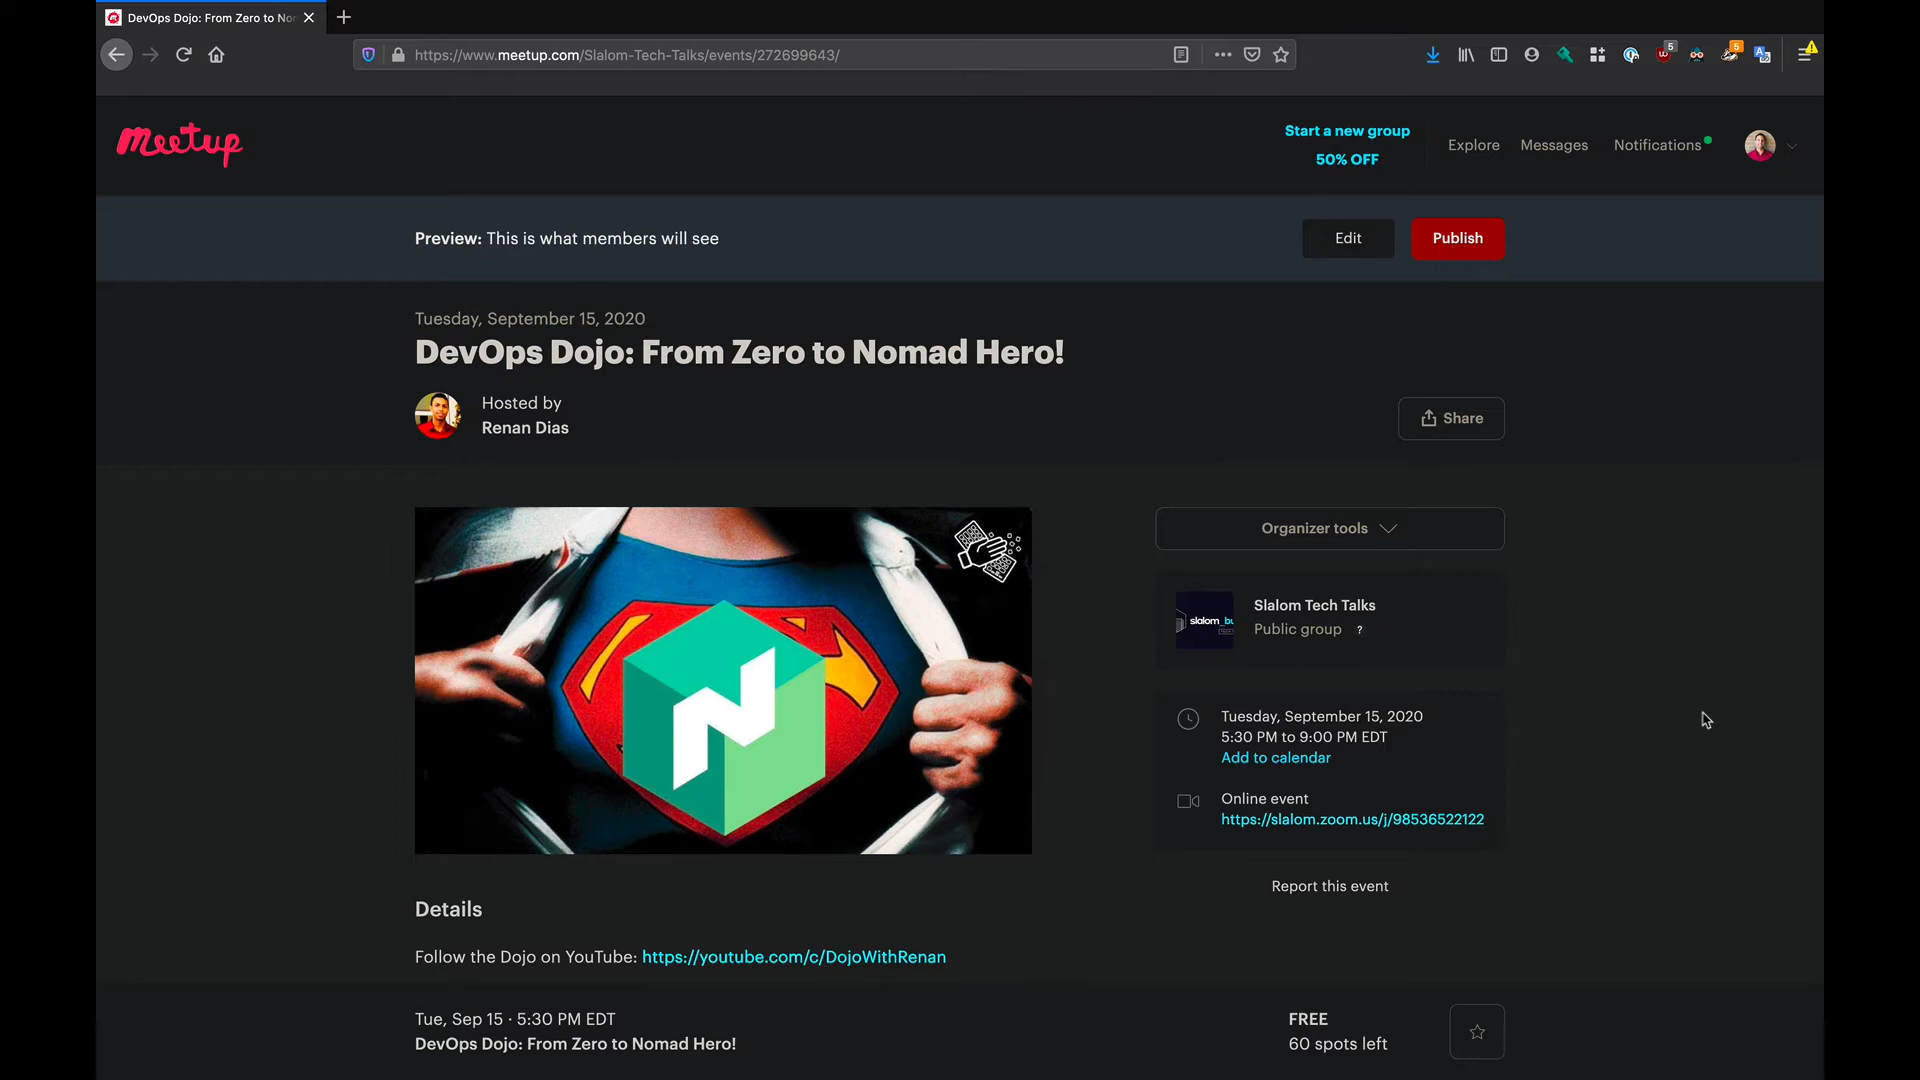 DevOps Dojo: From Zero to No
https://www.meetup.com/Slalom-Tech-Talks/events/272699643/
5
5
meetup
Start a new group
50% OFF
Explore
Messages
Notifications
Preview: This is what members will see
Edit
Publish
Tuesday, September 15, 2020
DevOps Dojo: From Zero to Nomad Hero!
Hosted by
Renan Dias
Share
Organizer tools
slalom_bu
Slalom Tech Talks
Public group ?
Tuesday, September 15, 2020
5:30 PM to 9:00 PM EDT
Add to calendar
Online event
https://slalom.zoom.us/j/98536522122
Report this event
Details
Follow the Dojo on YouTube: https://youtube.com/c/DojoWithRenan
Tue, Sep 15 · 5:30 PM EDT
DevOps Dojo: From Zero to Nomad Hero!
FREE
60 spots left